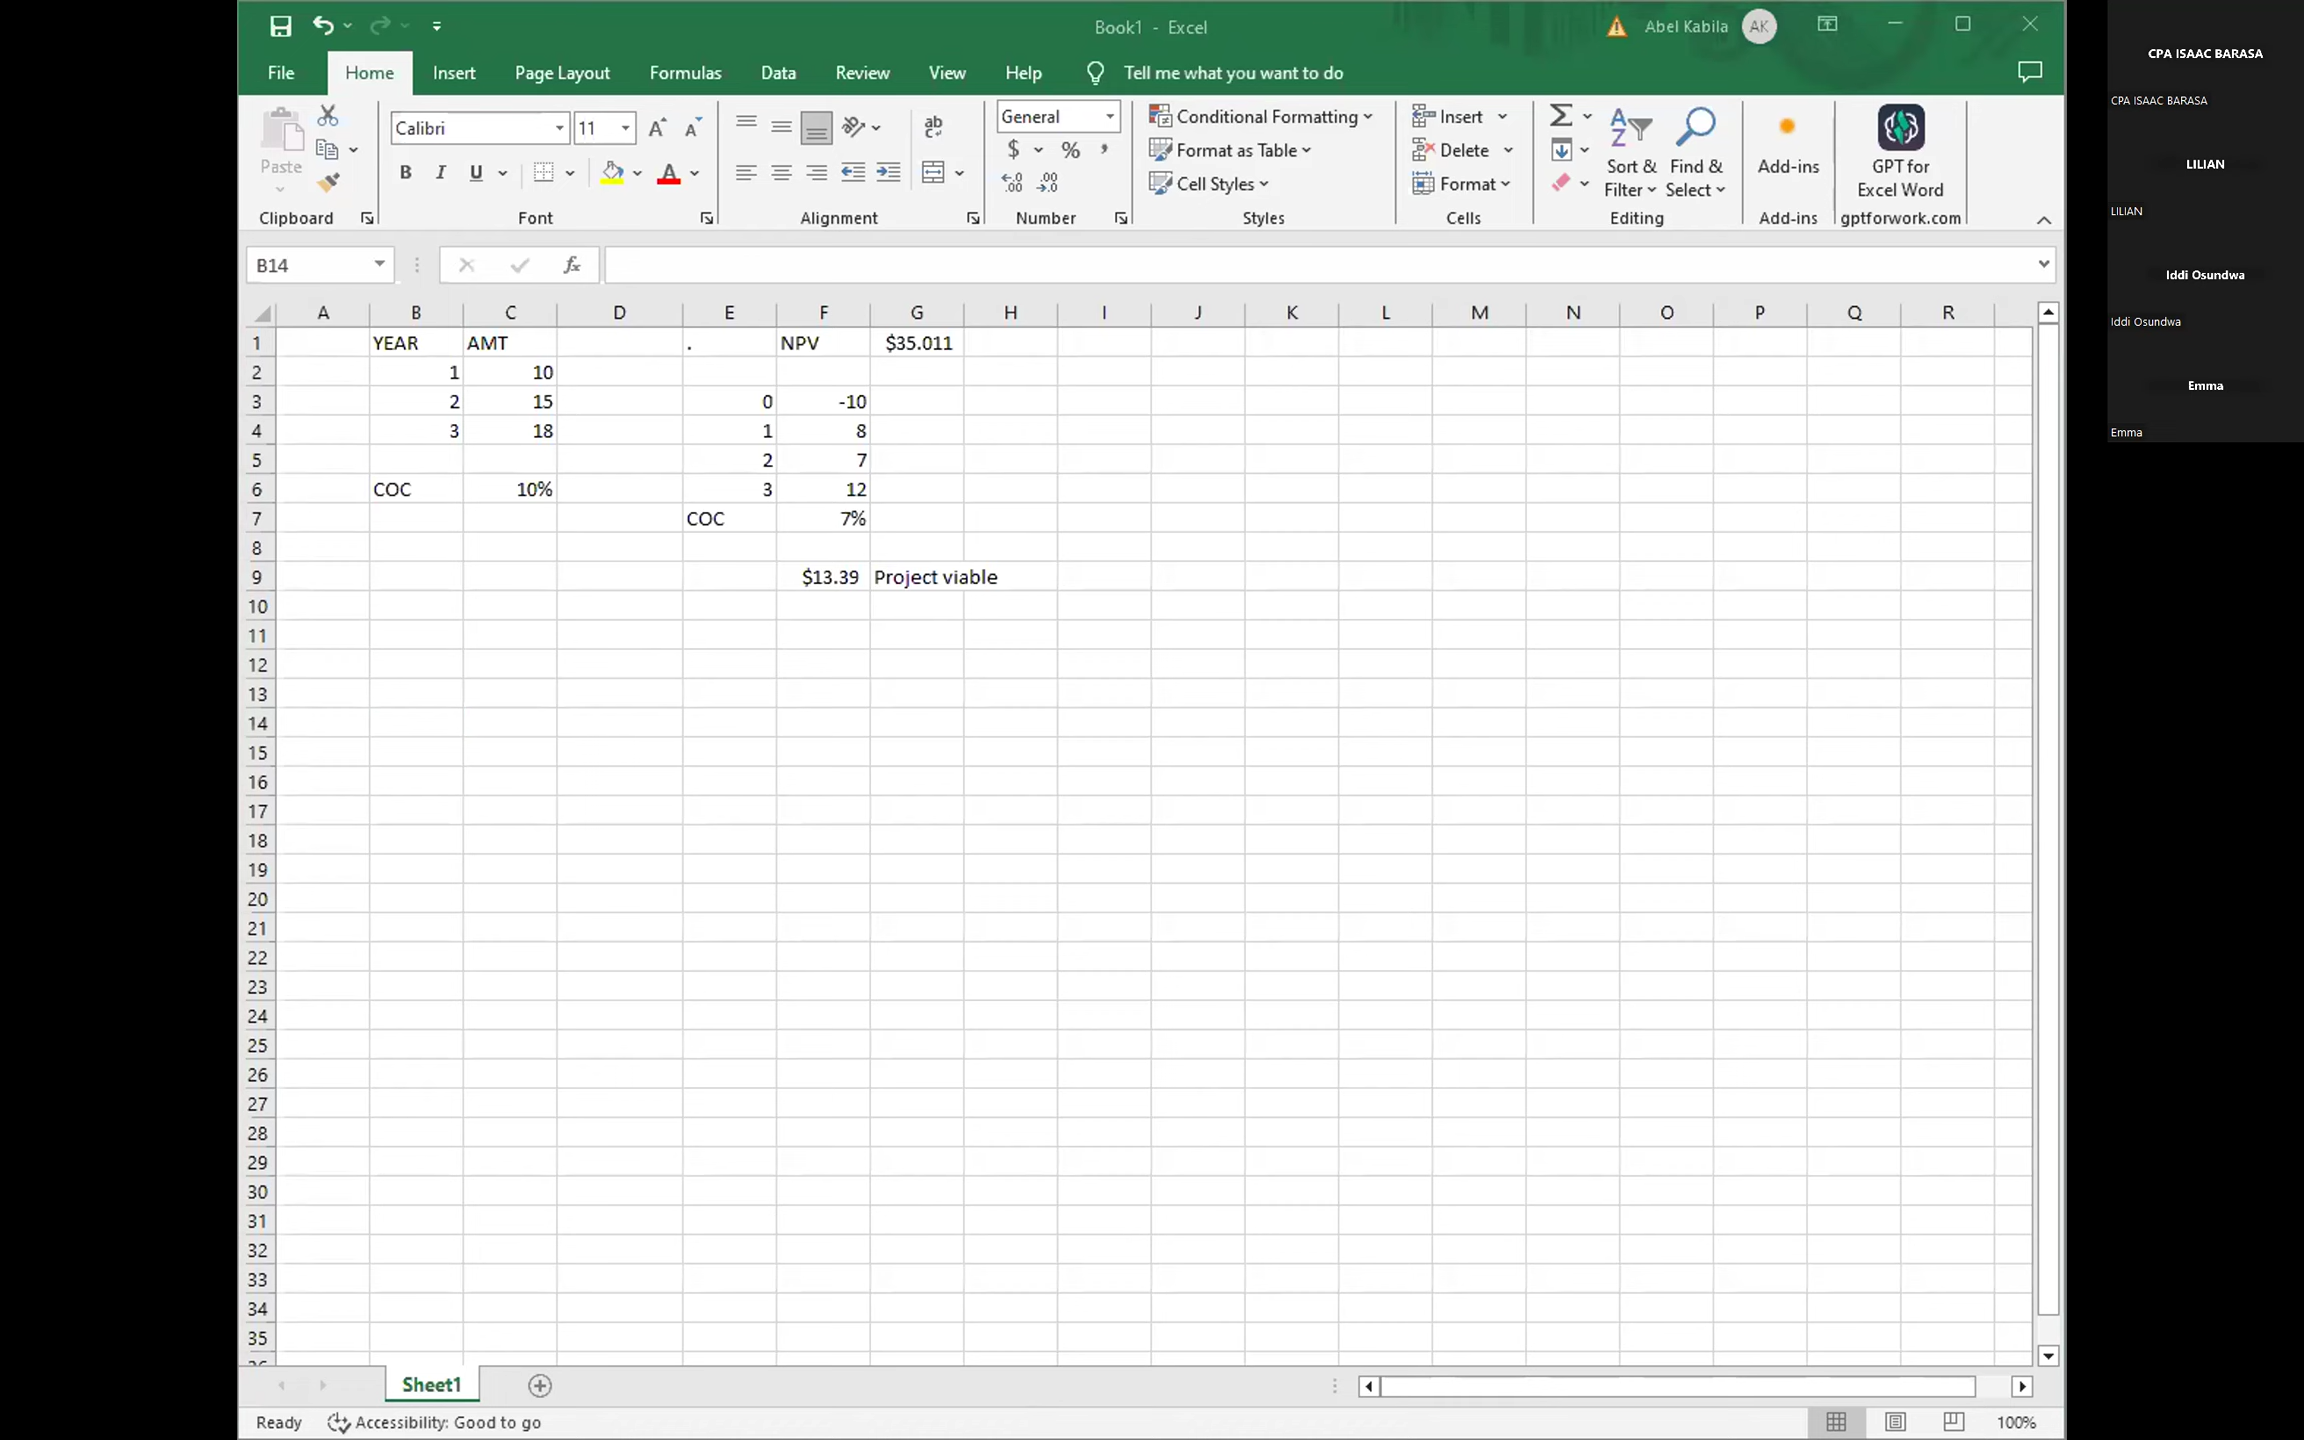 Book1 - Excel
Abel Kabila AK
File Home Insert Page Layout Formulas Data Review View Help Tell me what you want to do
Paste
Clipboard
Calibri 11
B I U A
Font
ab
Alignment
General
$ % ,
Number
Conditional Formatting
Format as Table
Cell Styles
Styles
Insert
Delete
Format
Cells
Sort & Filter
Find & Select
Editing
Add-ins
Add-ins
GPT for Excel Word
gptforwork.com
B14 fx
A B C D E F G H I J K L M N O P Q R
1 YEAR AMT . NPV $35.011
2 1 10
3 2 15 0 -10
4 3 18 1 8
5 2 7
6 COC 10% 3 12
7 COC 7%
8
9 $13.39 Project viable
10
11
12
13
14
15
16
17
18
19
20
21
22
23
24
25
26
27
28
29
30
31
32
33
34
35
Sheet1
Ready Accessibility: Good to go 100%
CPA ISAAC BARASA
CPA ISAAC BARASA
LILIAN
LILIAN
Iddi Osundwa
Iddi Osundwa
Emma
Emma